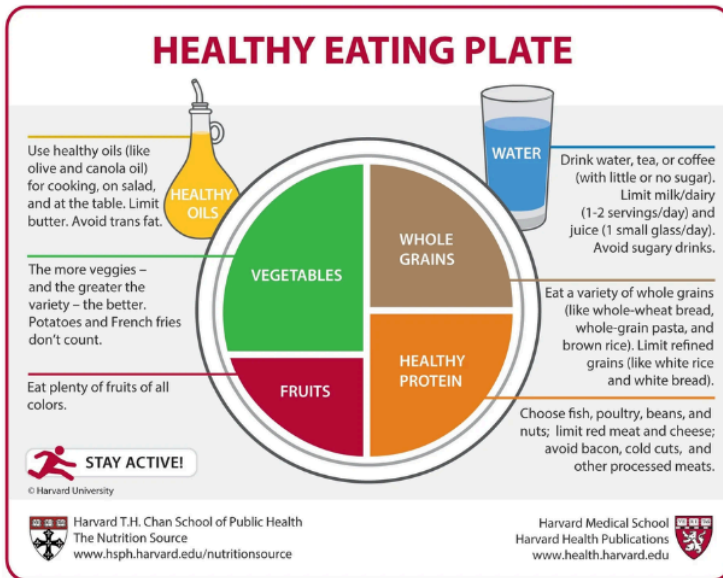 HEALTHY EATING PLATE
Use healthy oils (like
olive and canola oil)
for cooking, on salad,
and at the table. Limit
butter. Avoid trans fat.
HEALTHY
OILS
The more veggies –
and the greater the
variety – the better.
Potatoes and French fries
don't count.
Eat plenty of fruits of all
colors.
VEGETABLES
FRUITS
WHOLE
GRAINS
HEALTHY
PROTEIN
WATER
Drink water, tea, or coffee
(with little or no sugar).
Limit milk/dairy
(1-2 servings/day) and
juice (1 small glass/day).
Avoid sugary drinks.
Eat a variety of whole grains
(like whole-wheat bread,
whole-grain pasta, and
brown rice). Limit refined
grains (like white rice
and white bread).
Choose fish, poultry, beans, and
nuts; limit red meat and cheese;
avoid bacon, cold cuts, and
other processed meats.
STAY ACTIVE!
© Harvard University
Harvard T.H. Chan School of Public Health
The Nutrition Source
www.hsph.harvard.edu/nutritionsource
Harvard Medical School
Harvard Health Publications
www.health.harvard.edu